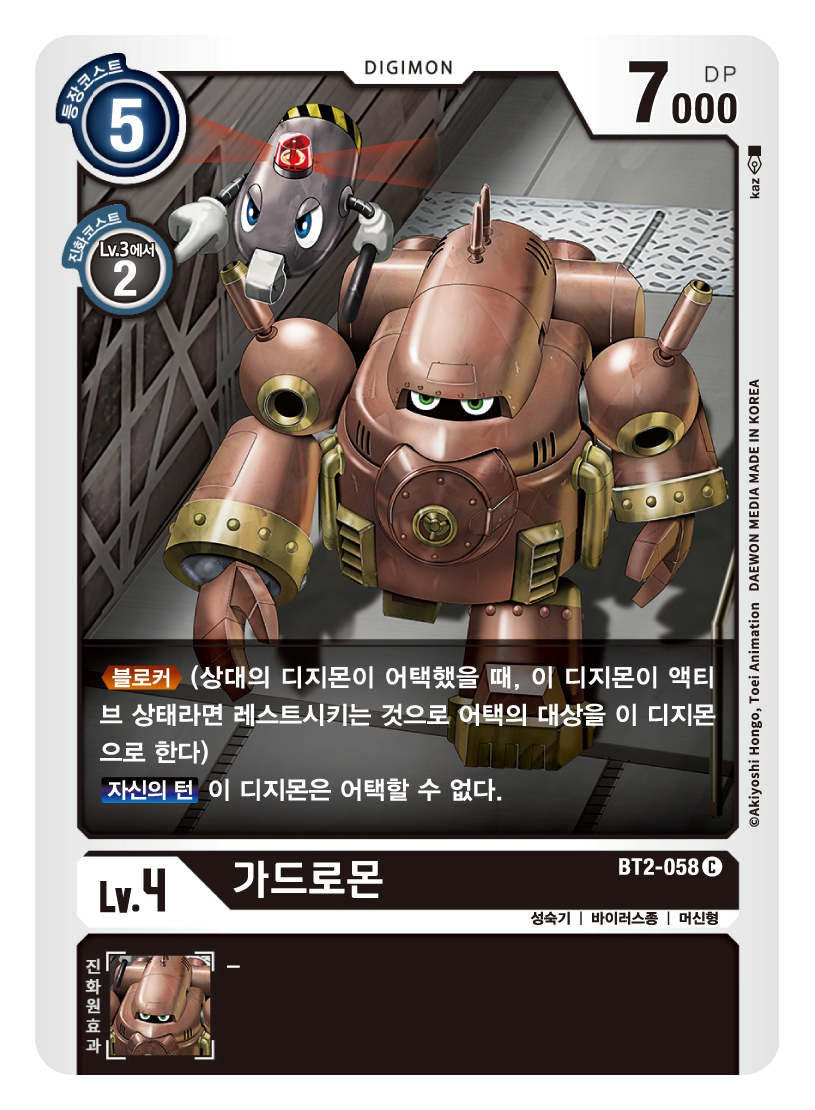 DIGIMON
등장코스트
5
7000
DP
진화코스트
Lv.3에서
2
kaz
블로커 (상대의 디지몬이 어택했을 때, 이 디지몬이 액티
브 상태라면 레스트시키는 것으로 어택의 대상을 이 디지몬
으로 한다)
자신의 턴 이 디지몬은 어택할 수 없다.
©Akiyoshi Hongo, Toei Animation DAEWON MEDIA MADE IN KOREA
Lv.4
가드로몬
BT2-058 C
성숙기 | 바이러스종 | 머신형
진화원효과
–